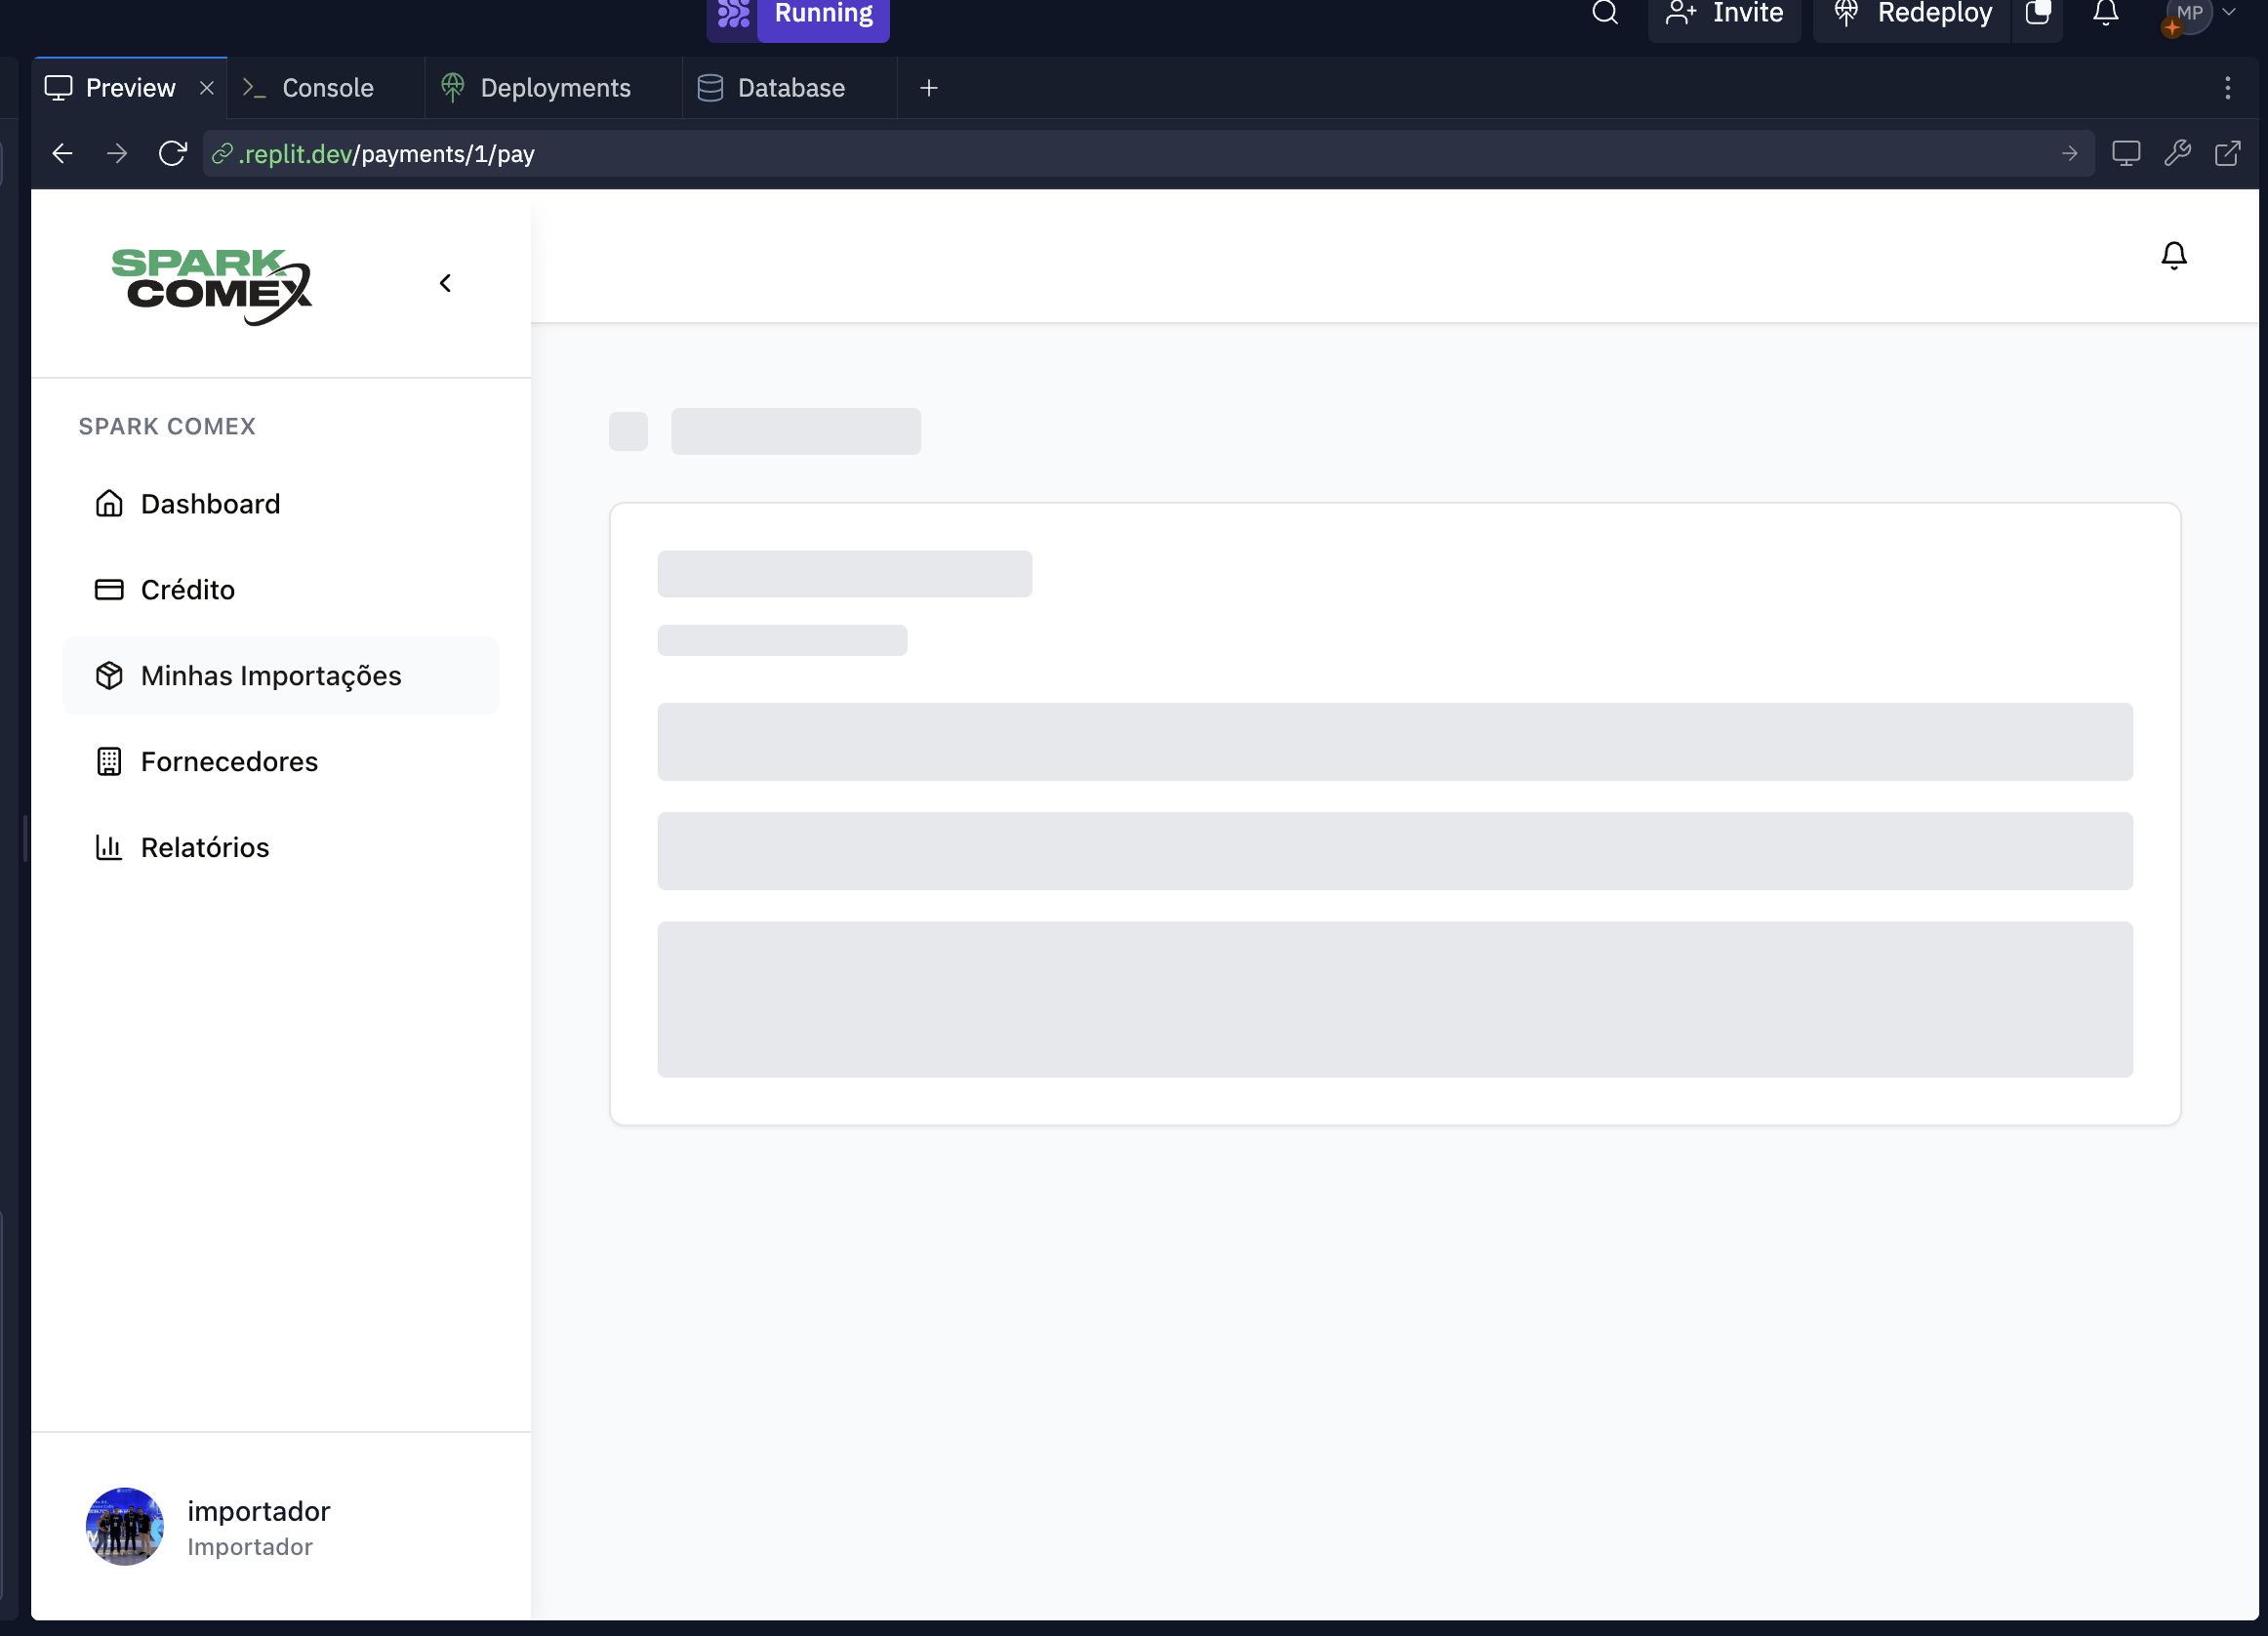 Running
Invite
Redeploy
MP
Preview
Console
Deployments
Database
.replit.dev/payments/1/pay
SPARK
COMEX
SPARK COMEX
Dashboard
Crédito
Minhas Importações
Fornecedores
Relatórios
importador
Importador